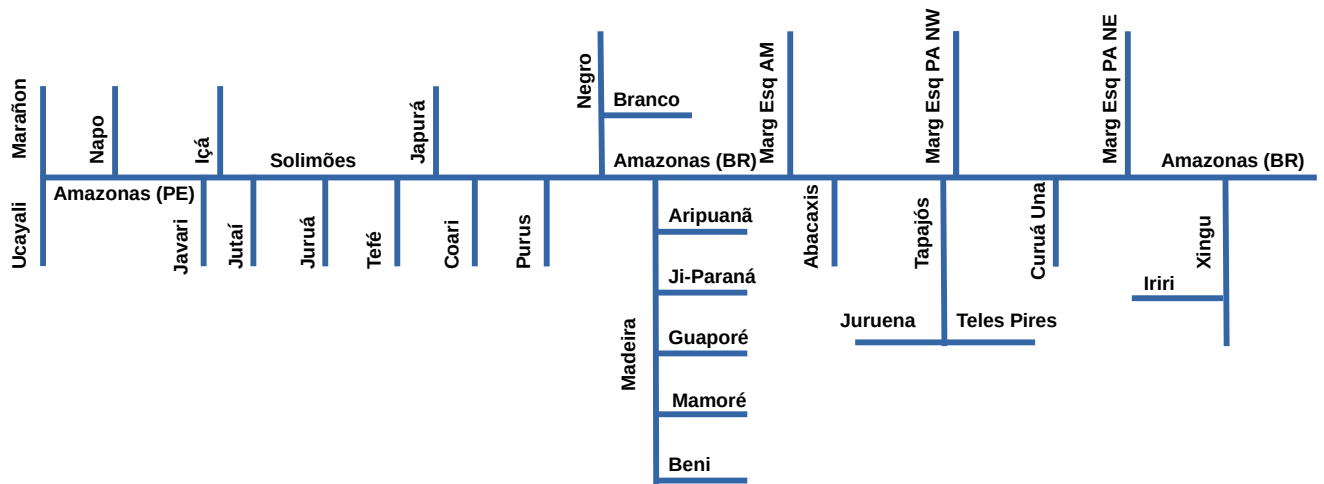 Marañon
Napo
Içá
Solimões
Japurá
Negro
Branco
Amazonas (BR)
Marg Esq AM
Marg Esq PA NW
Marg Esq PA NE
Amazonas (BR)
Ucayali
Amazonas (PE)
Javari
Jutaí
Juruá
Tefé
Coari
Purus
Madeira
Aripuanã
Ji-Paraná
Guaporé
Mamoré
Beni
Abacaxis
Tapajós
Juruena
Teles Pires
Curuá Una
Iriri
Xingu